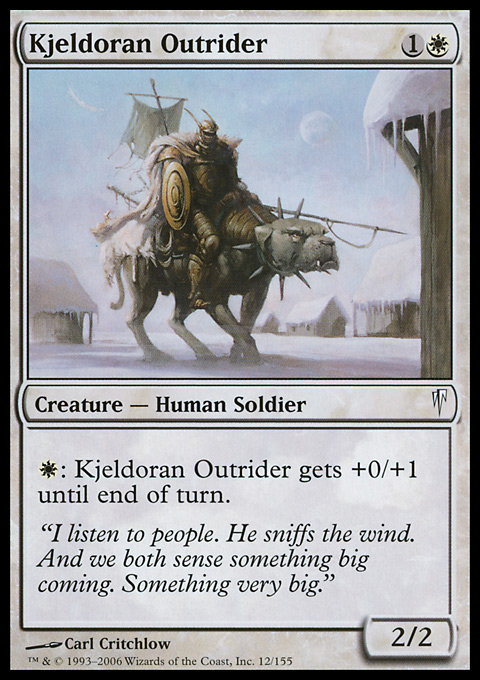 Kjeldoran Outrider 1
Creature — Human Soldier
: Kjeldoran Outrider gets +0/+1
until end of turn.
“I listen to people. He sniffs the wind.
And we both sense something big
coming. Something very big.”
Carl Critchlow
2/2
™ & © 1993–2006 Wizards of the Coast, Inc. 12/155